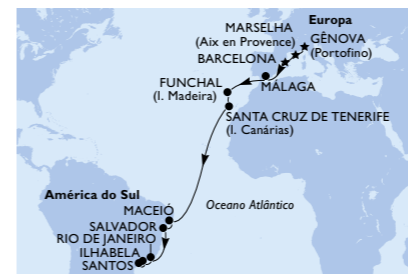 Europa
MARSELHA
(Aix en Provence)
GÊNOVA
(Portofino)
BARCELONA
MÁLAGA
FUNCHAL
(I. Madeira)
SANTA CRUZ DE TENERIFE
(I. Canárias)
América do Sul
MACEIÓ
Oceano Atlântico
SALVADOR
RIO DE JANEIRO
ILHABELA
SANTOS